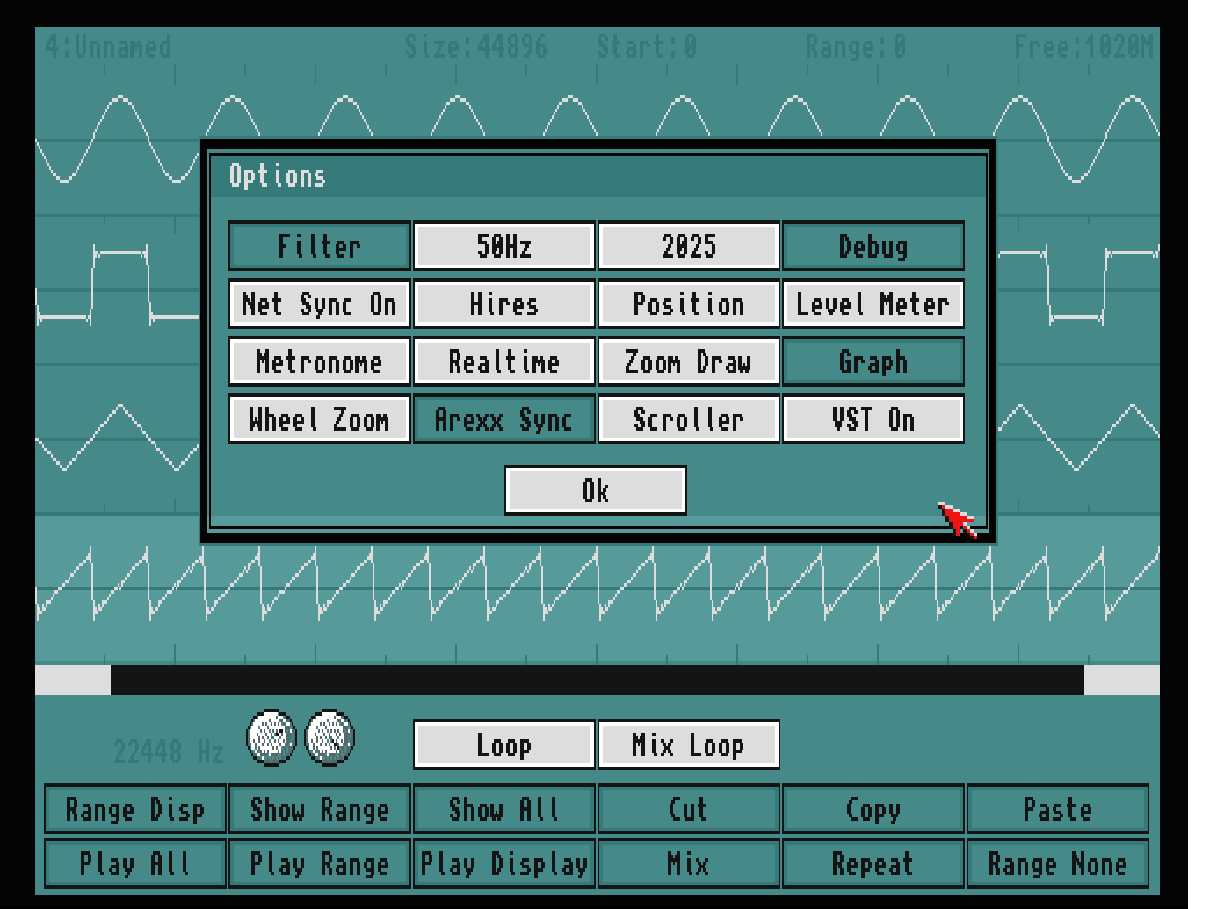 4:Unnamed Size:44896 Start:0 Range:0 Free:1020M
Options
Filter 50Hz 2025 Debug
Net Sync On Hires Position Level Meter
Metronome Realtime Zoom Draw Graph
Wheel Zoom Arexx Sync Scroller VST On
Ok
22448 Hz Loop Mix Loop
Range Disp Show Range Show All Cut Copy Paste
Play All Play Range Play Display Mix Repeat Range None